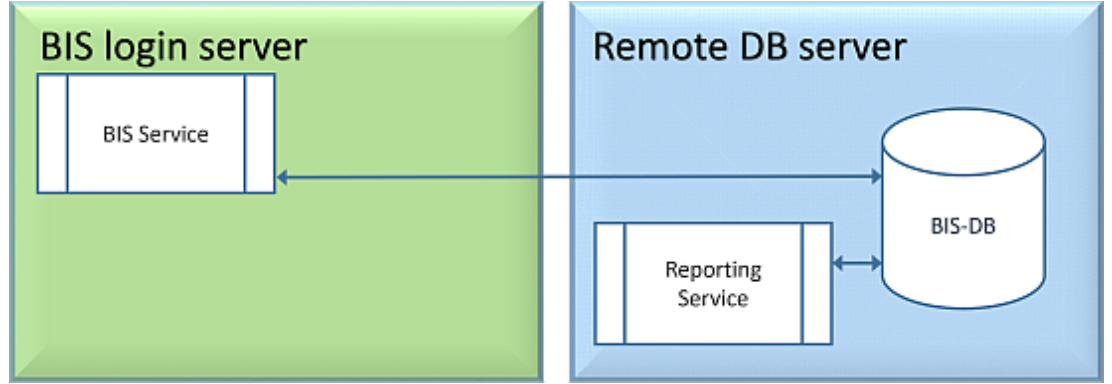 BIS login server
BIS Service
Remote DB server
BIS-DB
Reporting
Service